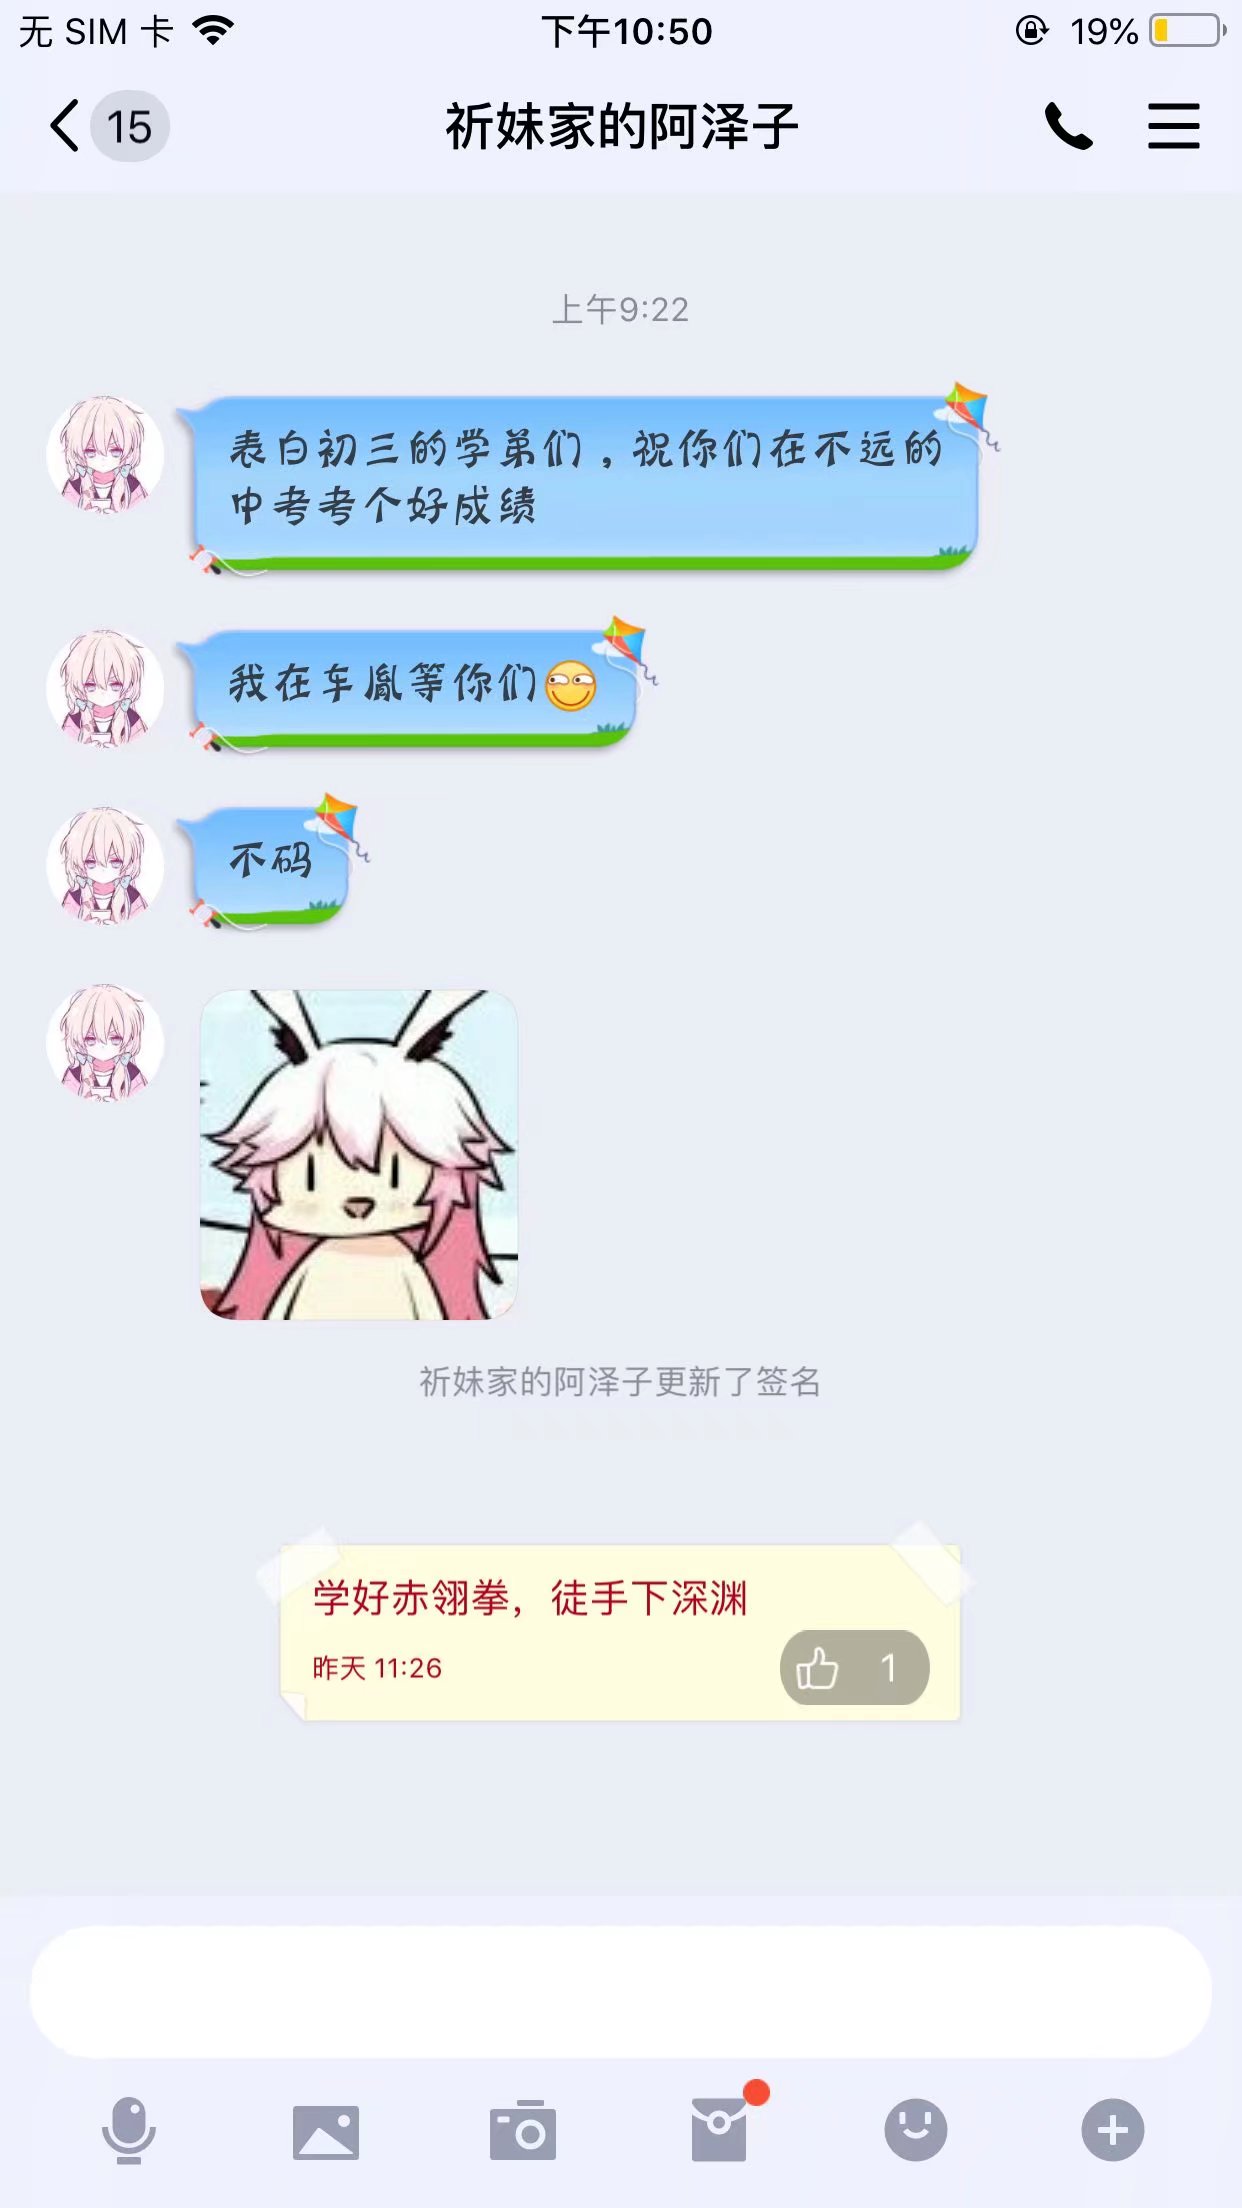 无 SIM 卡 下午10:50 19%
15 祈妹家的阿泽子
上午9:22
表白初三的学弟们，祝你们在不远的
中考考个好成绩
我在车胤等你们
不码
祈妹家的阿泽子更新了签名
学好赤翎拳，徒手下深渊
昨天 11:26
1